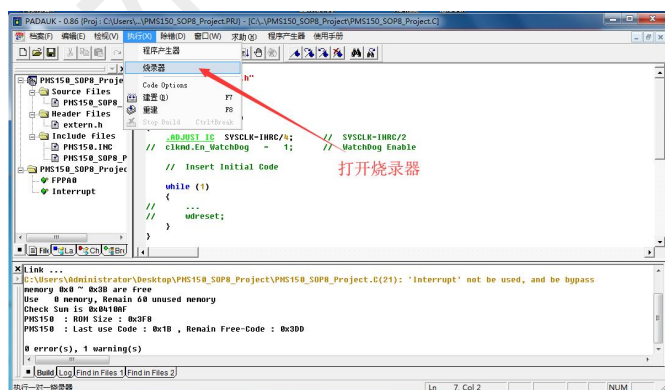 PADAUK - 0.86 (Proj : C:\Users\...\PMS150_SOP8_Project.PRJ) - [C:\...\PMS150_SOP8_Project\PMS150_SOP8_Project.C]
档案(F) 编辑(E) 检视(V) 执行(X) 除错(D) 窗口(W) 求助(Q) 程序产生器 使用手册
程序产生器
烧录器
Code Options
建置(B) F7
重建 F8
Stop Build Ctrl+Break
PMS150_SOP8_Proje
Source Files
PMS150_SOP8_
Header Files
extern.h
Include files
PMS150.INC
PMS150_SOP8_P
PMS150_SOP8_Projec
FPPA0
Interrupt
.h"
{
.ADJUST_IC SYSCLK=IHRC/4; // SYSCLK=IHRC/2
// clkmd.En_WatchDog = 1; // WatchDog Enable
// Insert Initial Code
while (1)
{
// ...
// wdreset;
}
}
打开烧录器
File Cla Ch Bre
Link ...
C:\Users\Administrator\Desktop\PMS150_SOP8_Project\PMS150_SOP8_Project.C(21): 'Interrupt' not be used, and be bypass
memory 0x0 ~ 0x3B are free
Use 0 memory, Remain 60 unused memory
Check Sum is 0x0410AF
PMS150 : ROM Size : 0x3F8
PMS150 : Last use Code : 0x1B , Remain Free-Code : 0x3DD
0 error(s), 1 warning(s)
Build Log Find in Files 1 Find in Files 2
执行一对一烧录器 Ln 7, Col 2 NUM